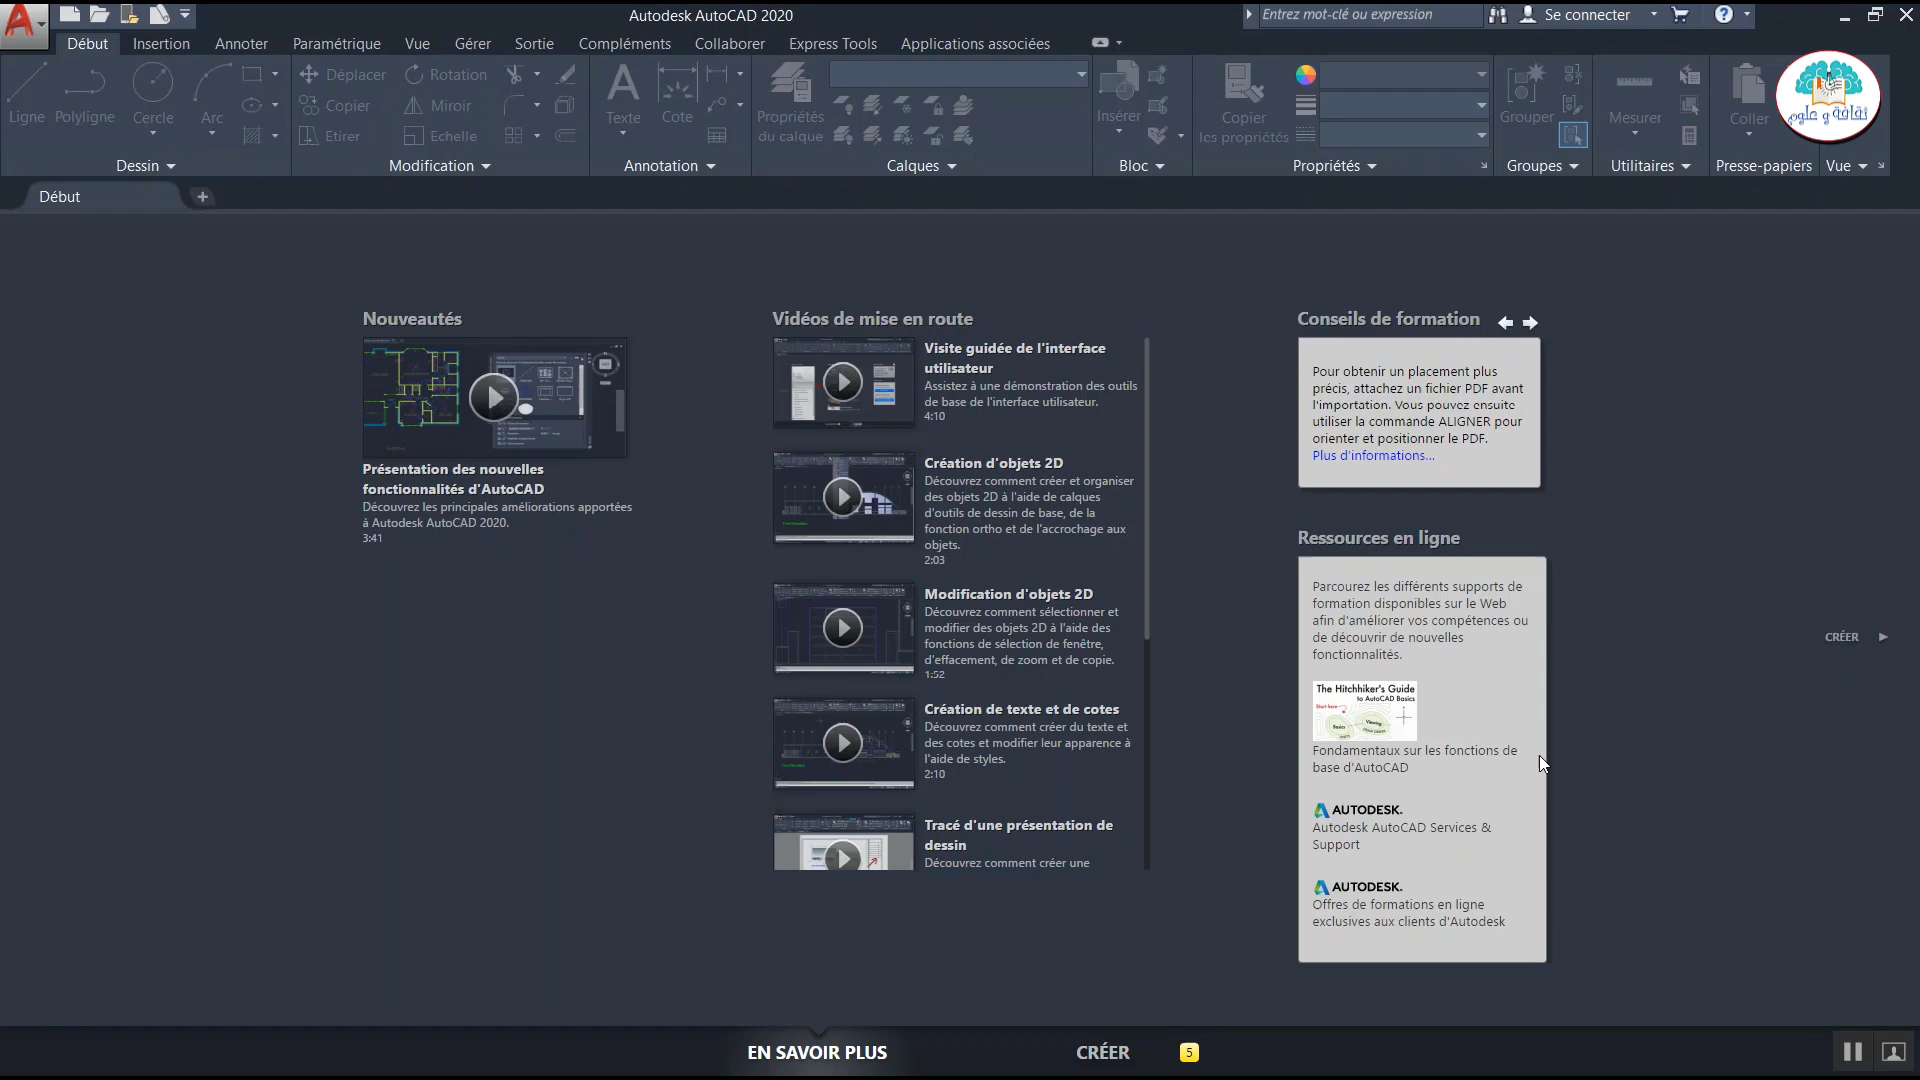 Autodesk AutoCAD 2020
Entrez mot-clé ou expression
Se connecter
Début
Insertion
Annoter
Paramétrique
Vue
Gérer
Sortie
Compléments
Collaborer
Express Tools
Applications associées
Ligne
Polyligne
Cercle
Arc
Déplacer
Rotation
Copier
Miroir
Etirer
Echelle
Texte
Cote
Propriétés
du calque
Insérer
Copier
les propriétés
Grouper
Mesurer
Coller
ثقافة و علوم
Dessin
Modification
Annotation
Calques
Bloc
Propriétés
Groupes
Utilitaires
Presse-papiers
Vue
Début
Nouveautés
Présentation des nouvelles
fonctionnalités d'AutoCAD
Découvrez les principales améliorations apportées
à Autodesk AutoCAD 2020.
3:41
Vidéos de mise en route
Visite guidée de l'interface
utilisateur
Assistez à une démonstration des outils
de base de l'interface utilisateur.
4:10
Création d'objets 2D
Découvrez comment créer et organiser
des objets 2D à l'aide de calques
d'outils de dessin de base, de la
fonction ortho et de l'accrochage aux
objets.
2:03
Modification d'objets 2D
Découvrez comment sélectionner et
modifier des objets 2D à l'aide des
fonctions de sélection de fenêtre,
d'effacement, de zoom et de copie.
1:52
Création de texte et de cotes
Découvrez comment créer du texte et
des cotes et modifier leur apparence à
l'aide de styles.
2:10
Tracé d'une présentation de
dessin
Découvrez comment créer une
Conseils de formation
Pour obtenir un placement plus
précis, attachez un fichier PDF avant
l'importation. Vous pouvez ensuite
utiliser la commande ALIGNER pour
orienter et positionner le PDF.
Plus d'informations...
Ressources en ligne
Parcourez les différents supports de
formation disponibles sur le Web
afin d'améliorer vos compétences ou
de découvrir de nouvelles
fonctionnalités.
The Hitchhiker's Guide
to AutoCAD Basics
Start here
Basics
Viewing
Fondamentaux sur les fonctions de
base d'AutoCAD
AUTODESK.
Autodesk AutoCAD Services &
Support
AUTODESK.
Offres de formations en ligne
exclusives aux clients d'Autodesk
CRÉER
EN SAVOIR PLUS
CRÉER
5